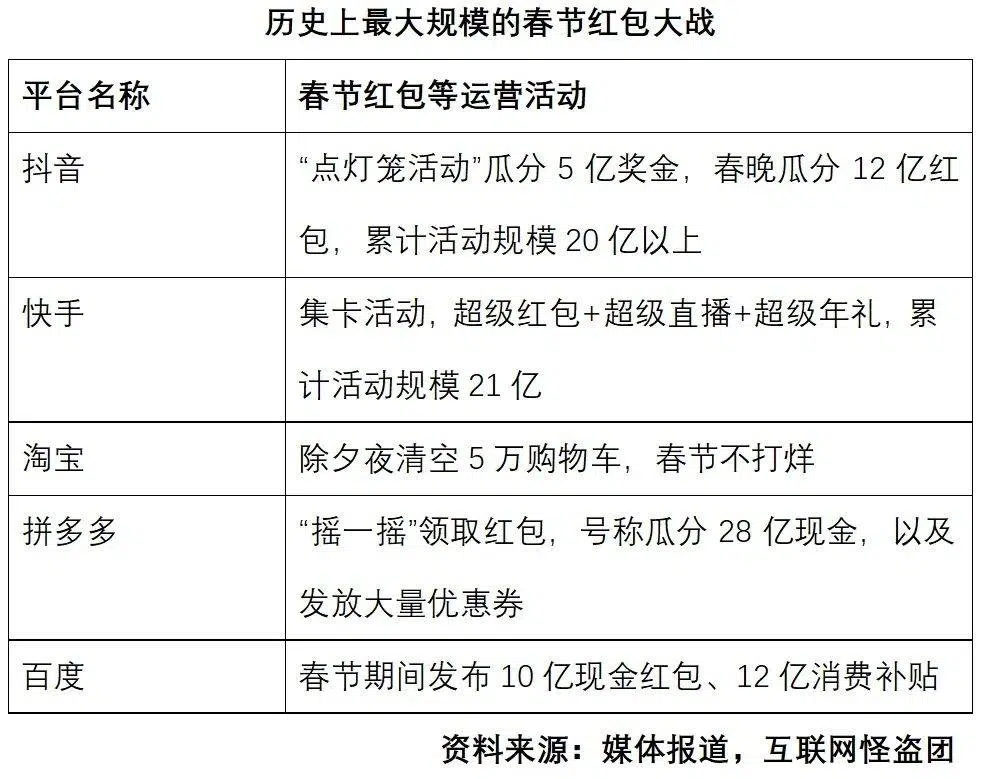 历史上最大规模的春节红包大战
平台名称
春节红包等运营活动
抖音
“点灯笼活动”瓜分 5 亿奖金，春晚瓜分 12 亿红
包，累计活动规模 20 亿以上
快手
集卡活动，超级红包+超级直播+超级年礼，累
计活动规模 21 亿
淘宝
除夕夜清空 5 万购物车，春节不打烊
拼多多
“摇一摇”领取红包，号称瓜分 28 亿现金，以及
发放大量优惠券
百度
春节期间发布 10 亿现金红包、12 亿消费补贴
资料来源：媒体报道，互联网怪盗团